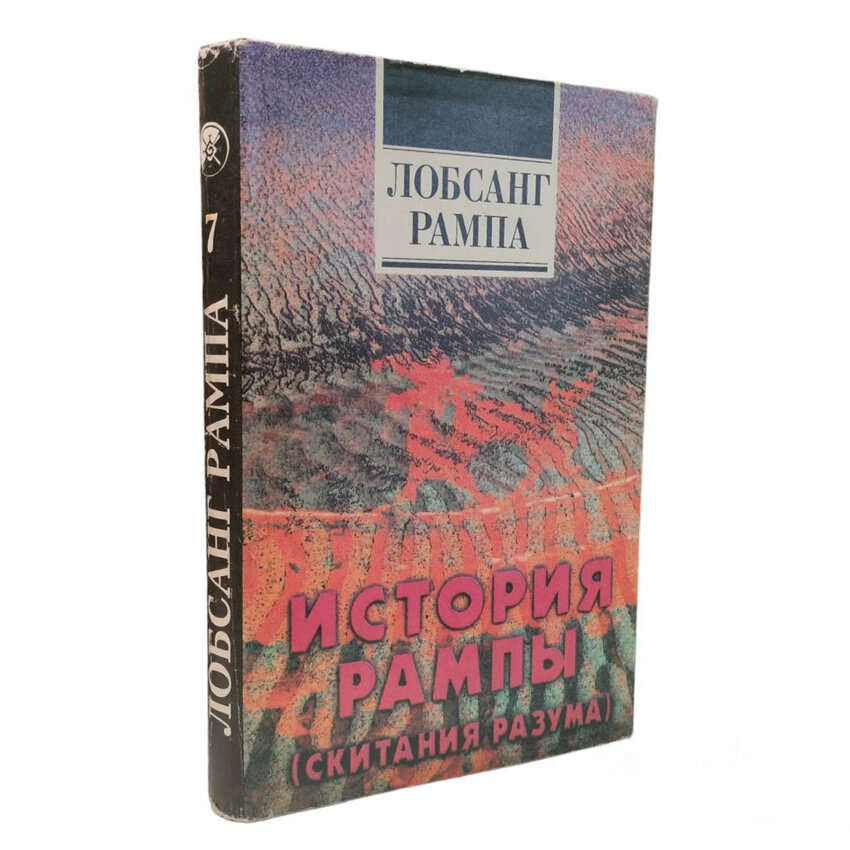 ЛОБСАНГ
РАМПА
ИСТОРИЯ
РАМПЫ
(СКИТАНИЯ РАЗУМА)
7
ЛОБСАНГ РАМПА